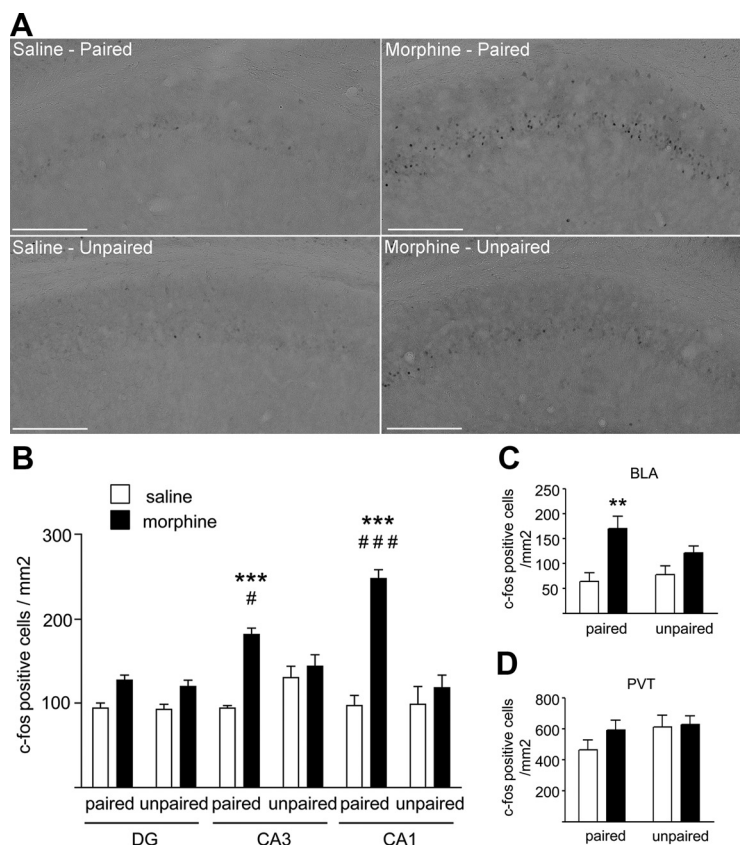 A
Saline - Paired
Morphine - Paired
Saline - Unpaired
Morphine - Unpaired
B
saline
morphine
c-fos positive cells / mm2
300
200
100
***
#
***
###
paired unpaired paired unpaired paired unpaired
DG CA3 CA1
C
BLA
c-fos positive cells
/mm2
250
200
150
100
50
**
paired unpaired
D
PVT
c-fos positive cells
/mm2
800
600
400
200
paired unpaired